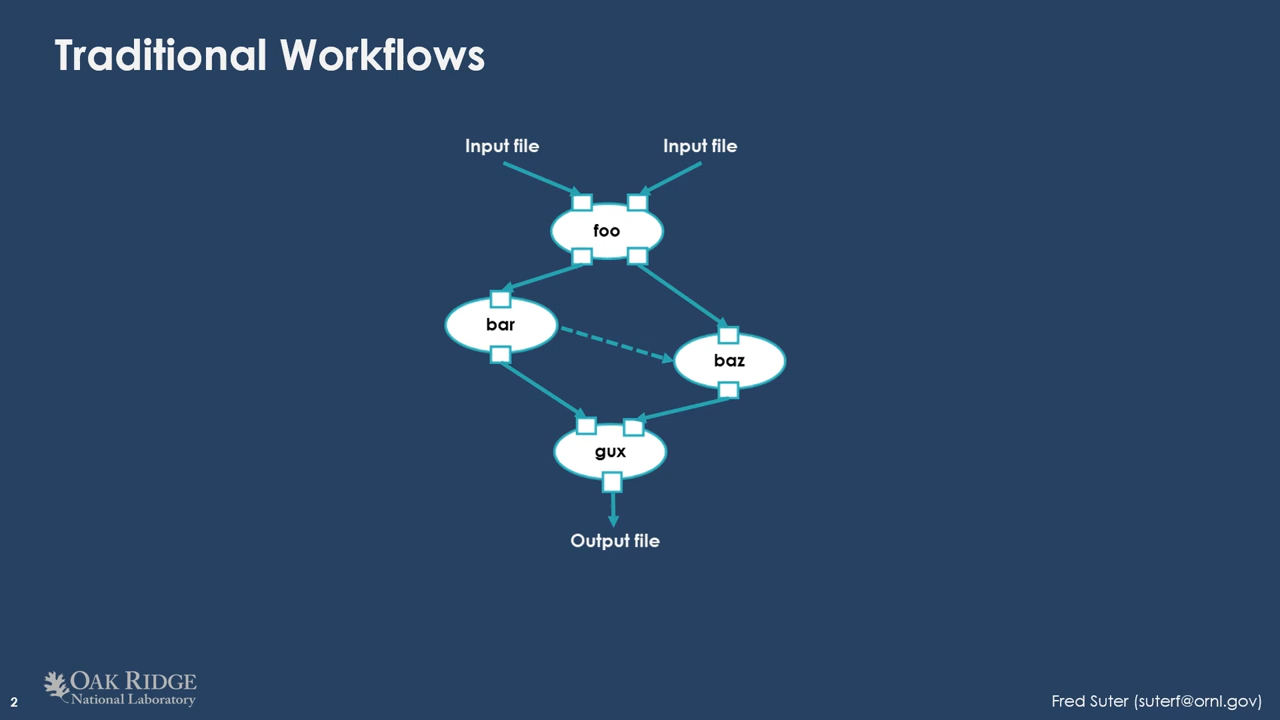 Traditional Workflows
Input file
Input file
foo
bar
baz
gux
Output file
OAK RIDGE
National Laboratory
2
Fred Suter (suterf@ornl.gov)